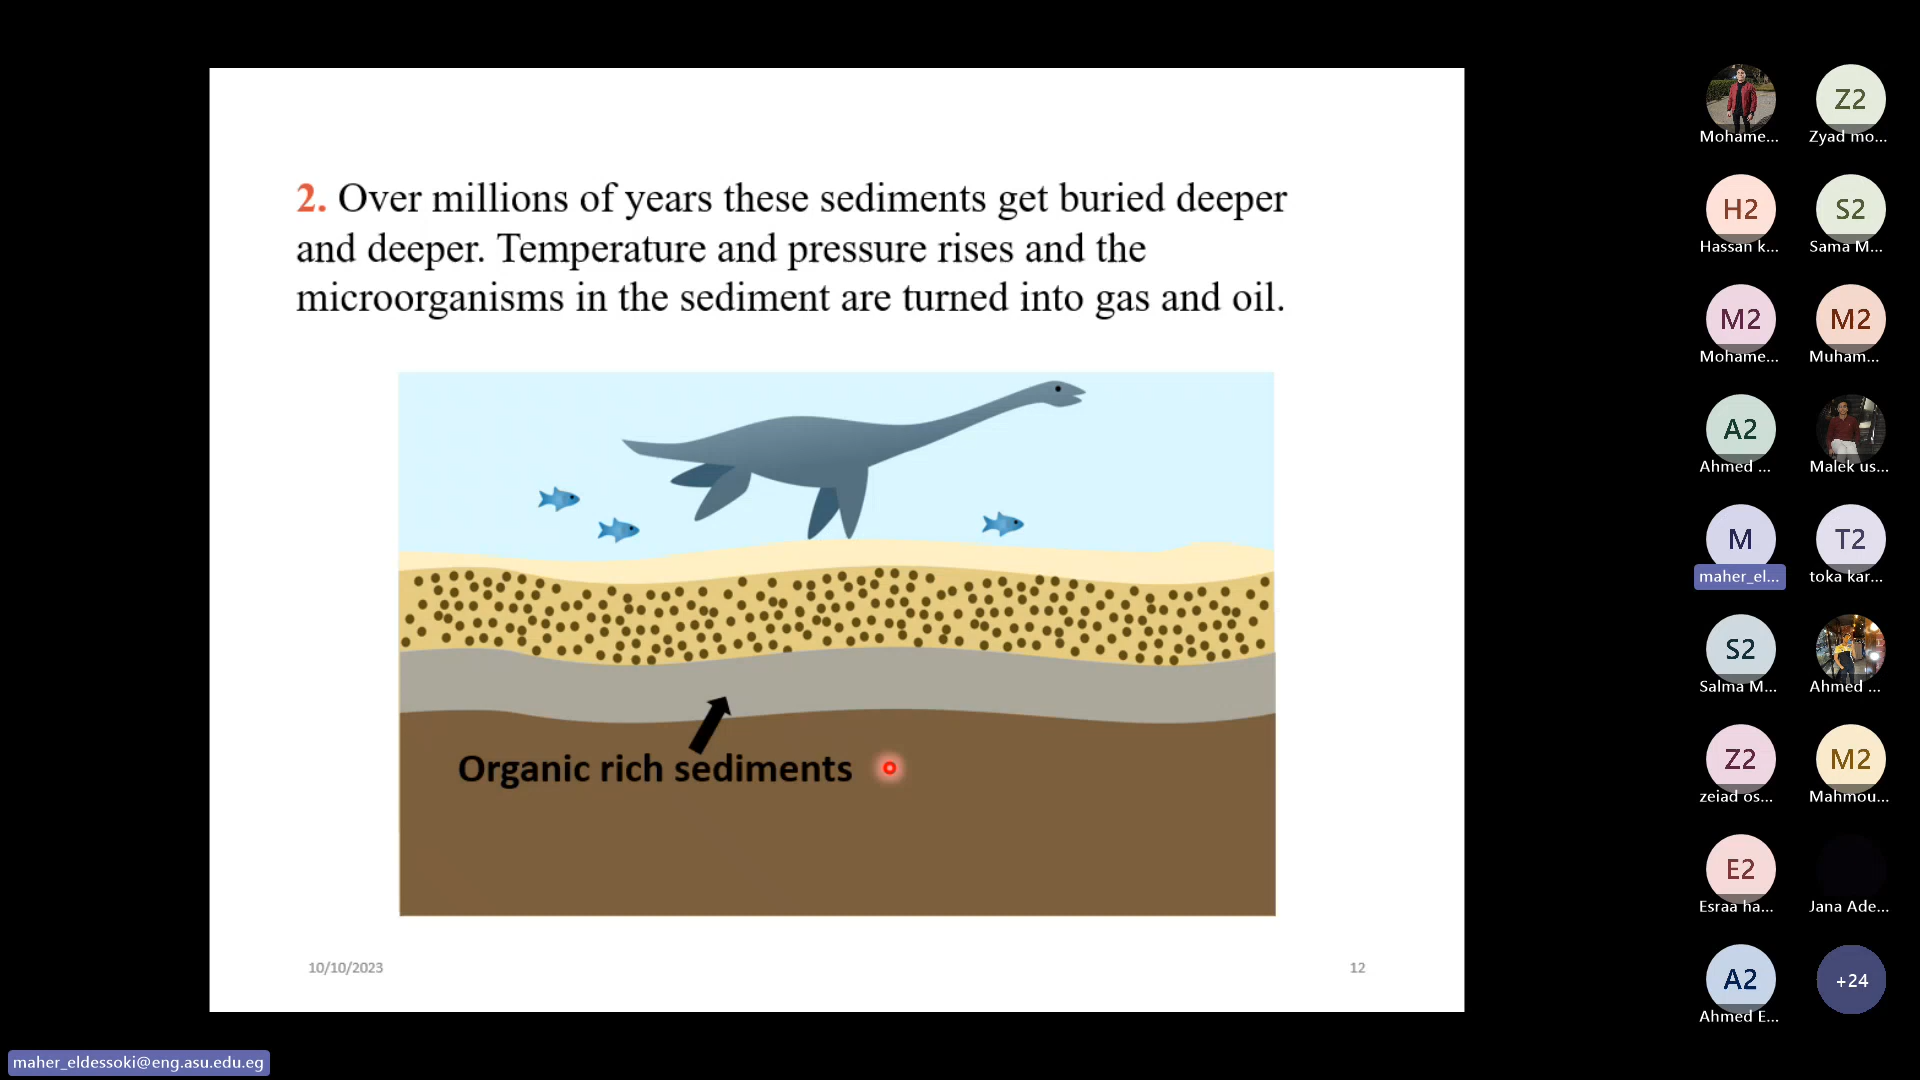 2. Over millions of years these sediments get buried deeper
and deeper. Temperature and pressure rises and the
microorganisms in the sediment are turned into gas and oil.
Organic rich sediments
10/10/2023
12
Z2
Mohame...
Zyad mo...
H2
S2
Hassan k...
Sama M...
M2
M2
Mohame...
Muham...
A2
Ahmed ...
Malek us...
M
T2
maher_el...
toka kar...
S2
Salma M...
Ahmed ...
Z2
M2
zeiad os...
Mahmou...
E2
Esraa ha...
Jana Ade...
A2
+24
Ahmed E...
maher_eldessoki@eng.asu.edu.eg